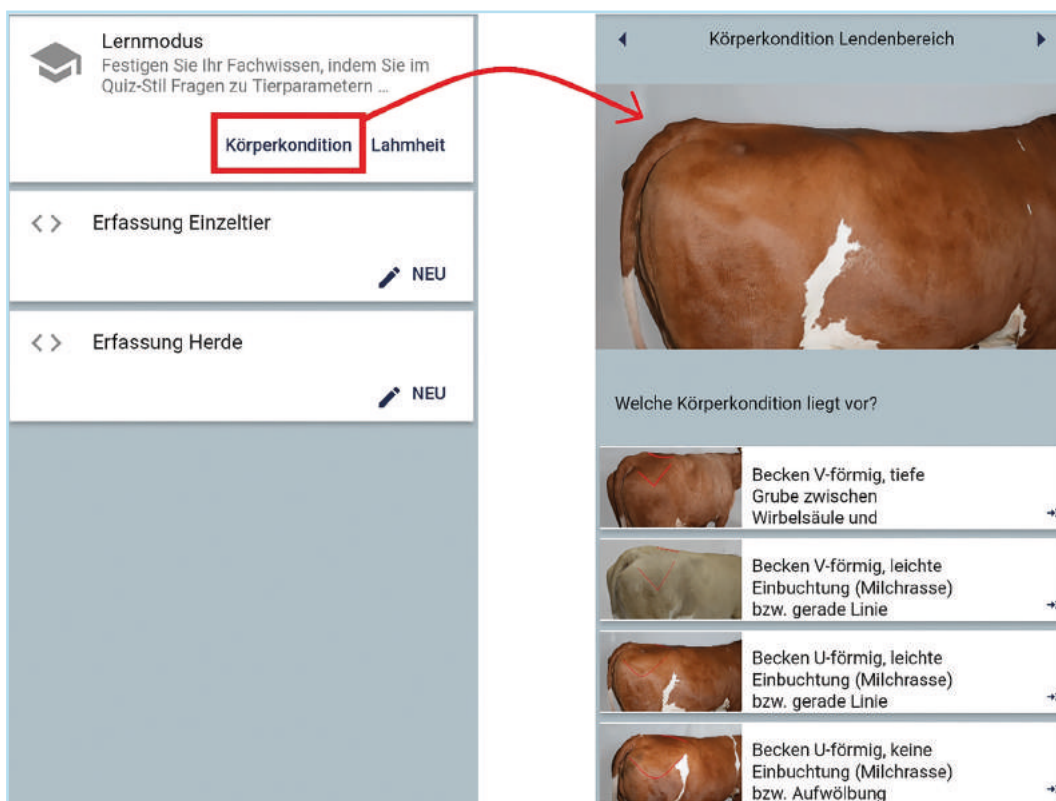 Lernmodus
Festigen Sie Ihr Fachwissen, indem Sie im
Quiz-Stil Fragen zu Tierparametern ...
Körperkondition Lahmheit
Erfassung Einzeltier
NEU
Erfassung Herde
NEU
Körperkondition Lendenbereich
Welche Körperkondition liegt vor?
Becken V-förmig, tiefe
Grube zwischen
Wirbelsäule und
Becken V-förmig, leichte
Einbuchtung (Milchrasse)
bzw. gerade Linie
Becken U-förmig, leichte
Einbuchtung (Milchrasse)
bzw. gerade Linie
Becken U-förmig, keine
Einbuchtung (Milchrasse)
bzw. Aufwölbung